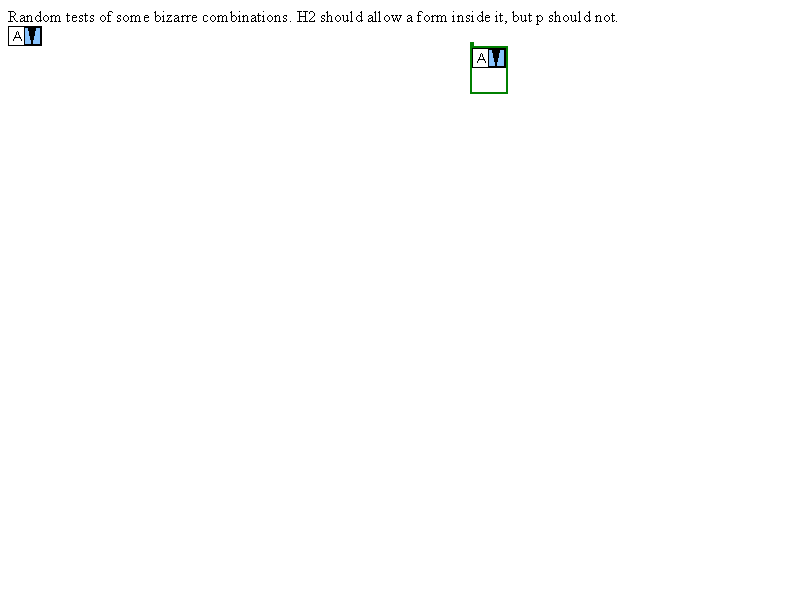 Random tests of some bizarre combinations. H2 should allow a form inside it, but p should not.
A
A